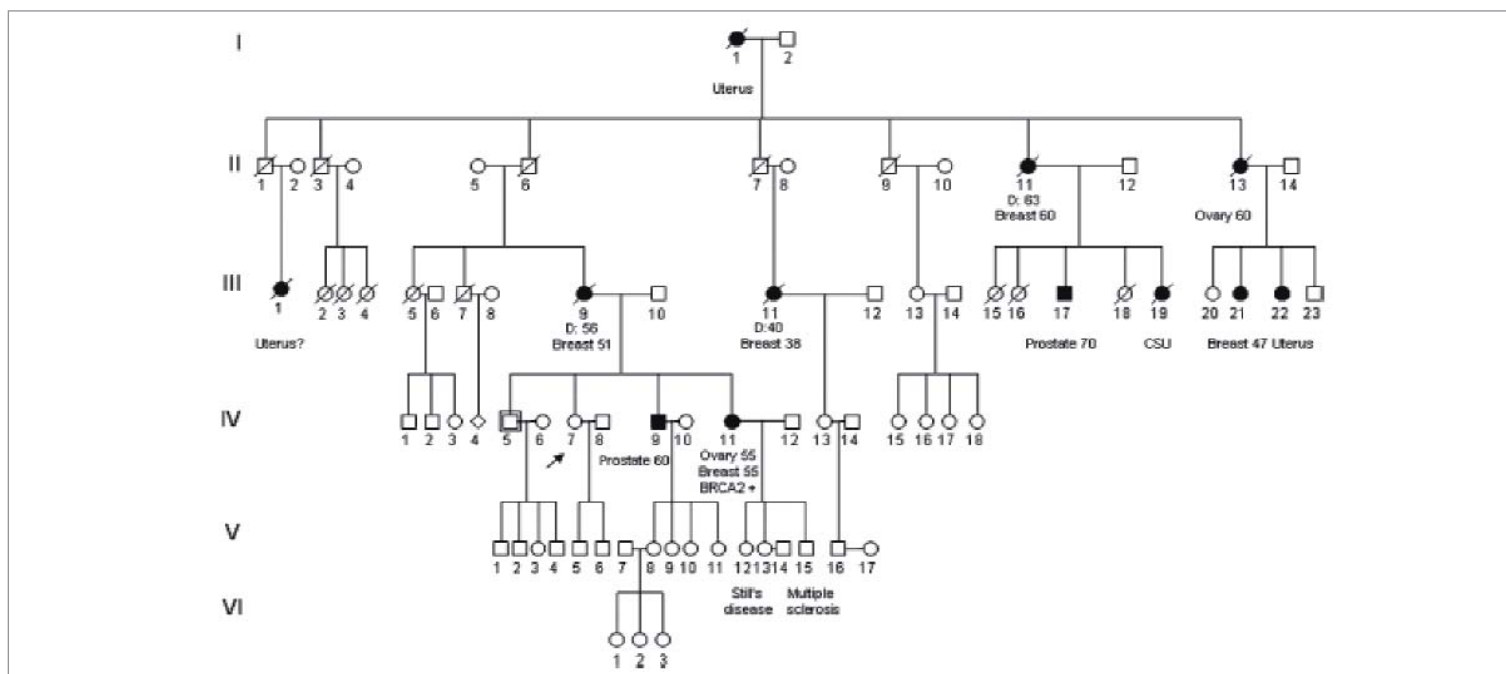 I
1 2
Uterus
II
1 2 3 4 5 6 7 8 9 10 11 12 13 14
D: 63
Breast 60 Ovary 60
III
1 2 3 4 5 6 7 8 9 10 11 12 13 14 15 16 17 18 19 20 21 22 23
D: 56 D:40
Uterus? Breast 51 Breast 38 Prostate 70 CSU Breast 47 Uterus
IV
1 2 3 4 5 6 7 8 9 10 11 12 13 14 15 16 17 18
Prostate 60 Ovary 55
Breast 55
BRCA2 +
V
1 2 3 4 5 6 7 8 9 10 11 12 13 14 15 16 17
Still's Multiple
disease sclerosis
VI
1 2 3